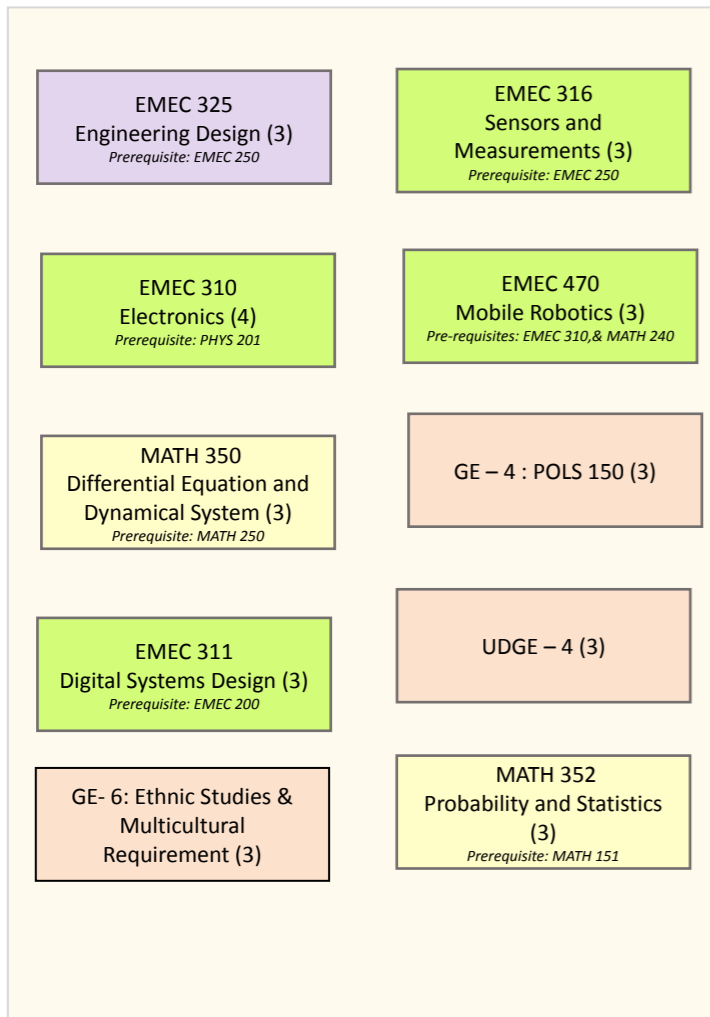 EMEC 325
Engineering Design (3)
Prerequisite: EMEC 250
EMEC 316
Sensors and
Measurements (3)
Prerequisite: EMEC 250
EMEC 310
Electronics (4)
Prerequisite: PHYS 201
EMEC 470
Mobile Robotics (3)
Pre-requisites: EMEC 310,& MATH 240
MATH 350
Differential Equation and
Dynamical System (3)
Prerequisite: MATH 250
GE – 4 : POLS 150 (3)
EMEC 311
Digital Systems Design (3)
Prerequisite: EMEC 200
UDGE – 4 (3)
GE- 6: Ethnic Studies &
Multicultural
Requirement (3)
MATH 352
Probability and Statistics
(3)
Prerequisite: MATH 151